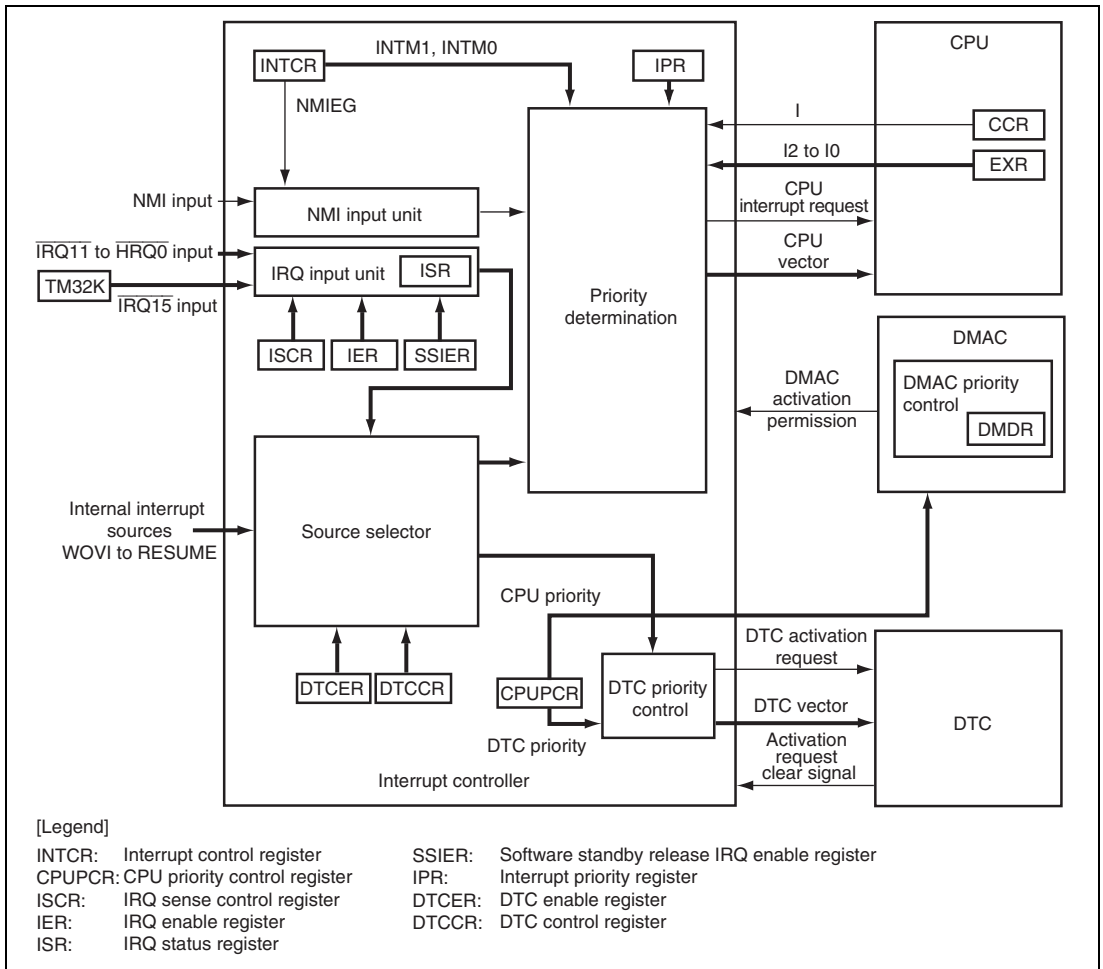 INTM1, INTM0
CPU
INTCR
IPR
NMIEG
I
CCR
I2 to I0
EXR
CPU
interrupt request
NMI input
NMI input unit
CPU
vector
IRQ11 to HRQ0 input
IRQ input unit
ISR
TM32K
IRQ15 input
Priority
determination
ISCR
IER
SSIER
DMAC
DMAC
activation
permission
DMAC priority
control
DMDR
Internal interrupt
sources
WOVI to RESUME
Source selector
CPU priority
DTC activation
request
DTCER
DTCCR
CPUPCR
DTC priority
control
DTC vector
DTC
DTC priority
Activation
request
clear signal
Interrupt controller
[Legend]
INTCR: Interrupt control register
CPUPCR: CPU priority control register
ISCR: IRQ sense control register
IER: IRQ enable register
ISR: IRQ status register
SSIER: Software standby release IRQ enable register
IPR: Interrupt priority register
DTCER: DTC enable register
DTCCR: DTC control register